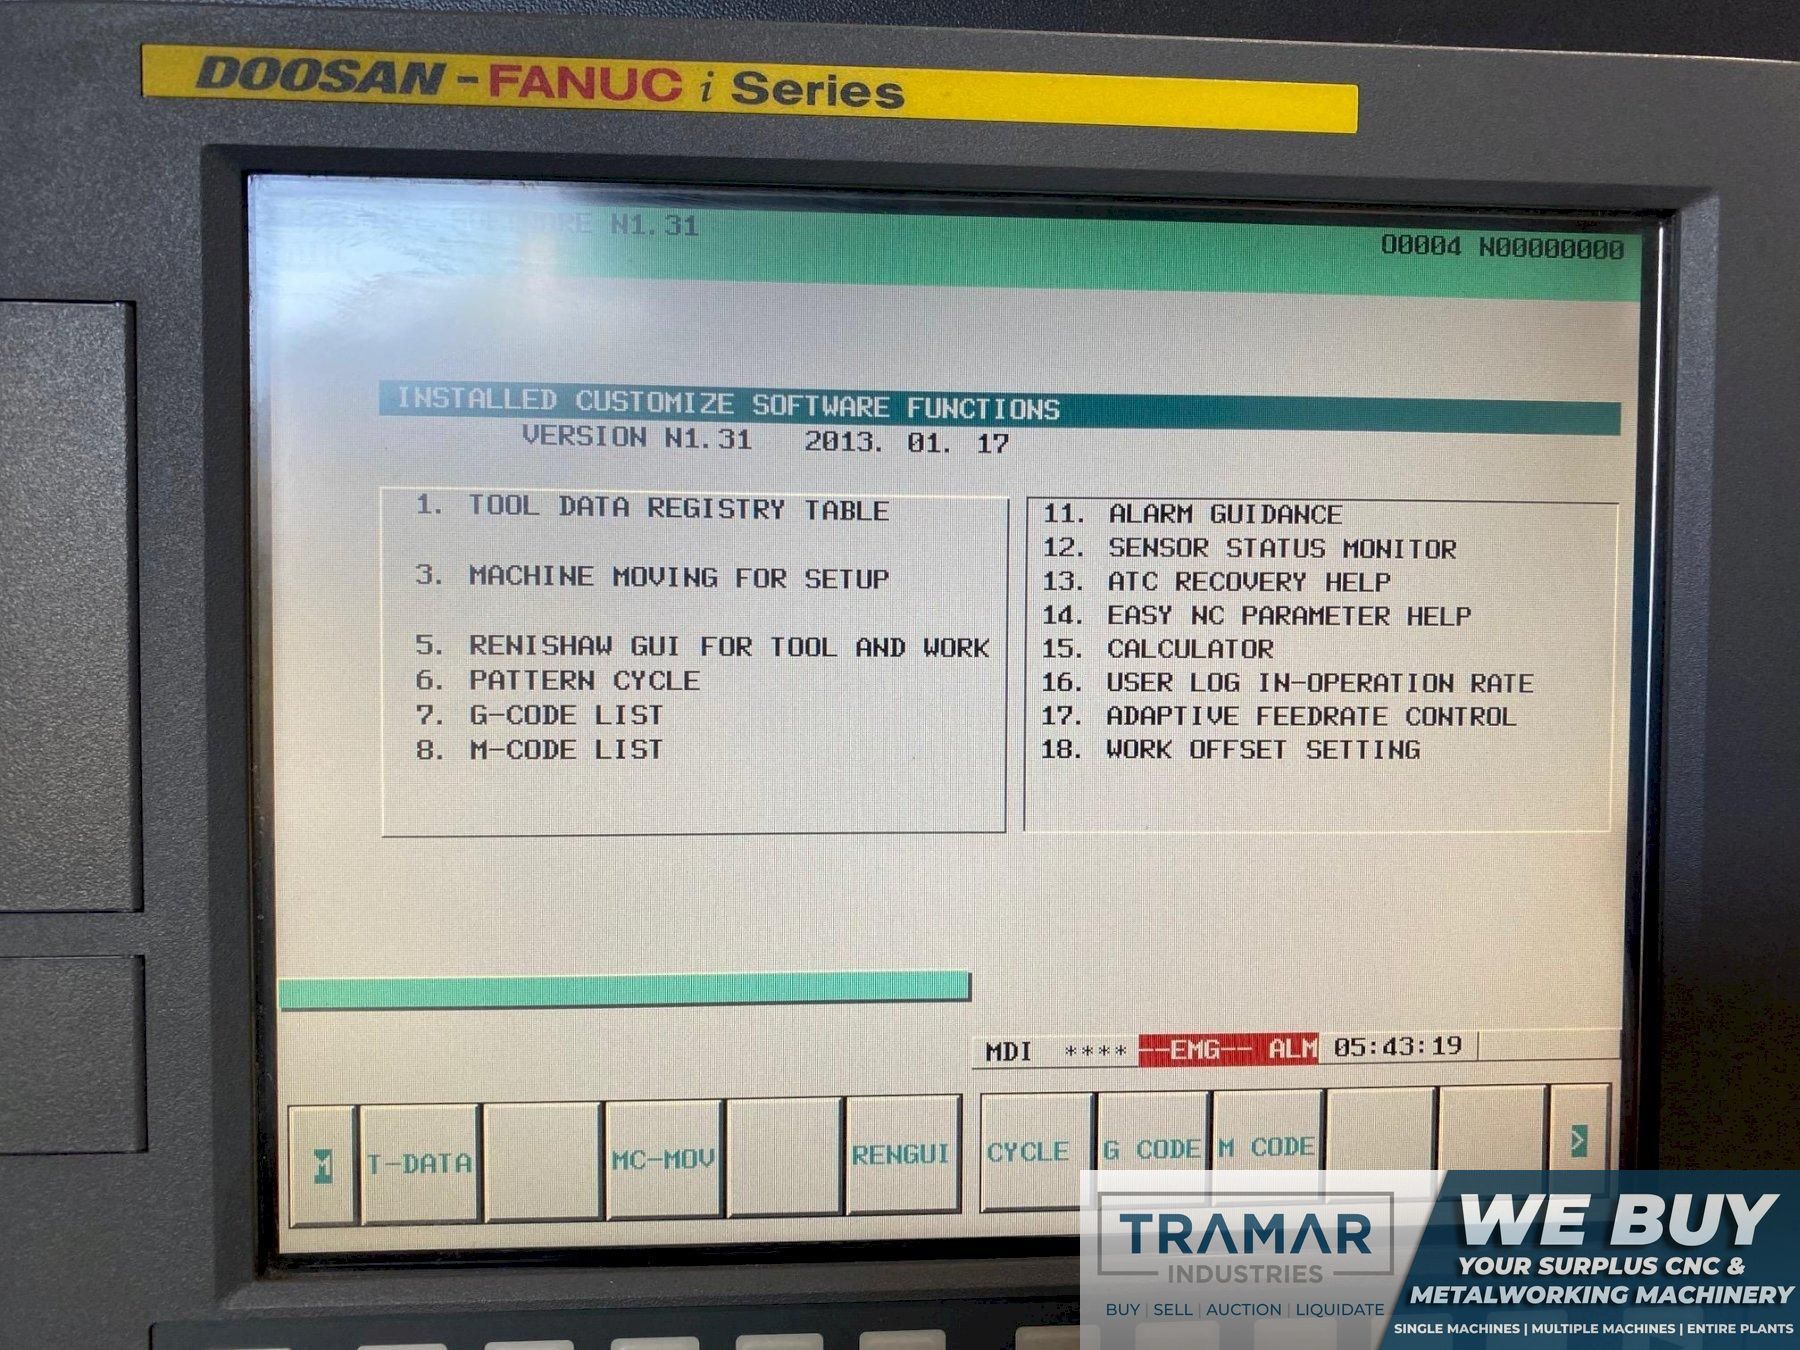 DOOSAN-FANUC i Series
SOFTWARE N1.31
O0004 N00000000
INSTALLED CUSTOMIZE SOFTWARE FUNCTIONS
VERSION N1.31 2013. 01. 17
1. TOOL DATA REGISTRY TABLE
3. MACHINE MOVING FOR SETUP
5. RENISHAW GUI FOR TOOL AND WORK
6. PATTERN CYCLE
7. G-CODE LIST
8. M-CODE LIST
11. ALARM GUIDANCE
12. SENSOR STATUS MONITOR
13. ATC RECOVERY HELP
14. EASY NC PARAMETER HELP
15. CALCULATOR
16. USER LOG IN-OPERATION RATE
17. ADAPTIVE FEEDRATE CONTROL
18. WORK OFFSET SETTING
MDI **** --EMG-- ALM 05:43:19
M T-DATA MC-MOV RENGUI CYCLE G CODE M CODE >
TRAMAR
INDUSTRIES
BUY | SELL | AUCTION | LIQUIDATE
WE BUY
YOUR SURPLUS CNC &
METALWORKING MACHINERY
SINGLE MACHINES | MULTIPLE MACHINES | ENTIRE PLANTS